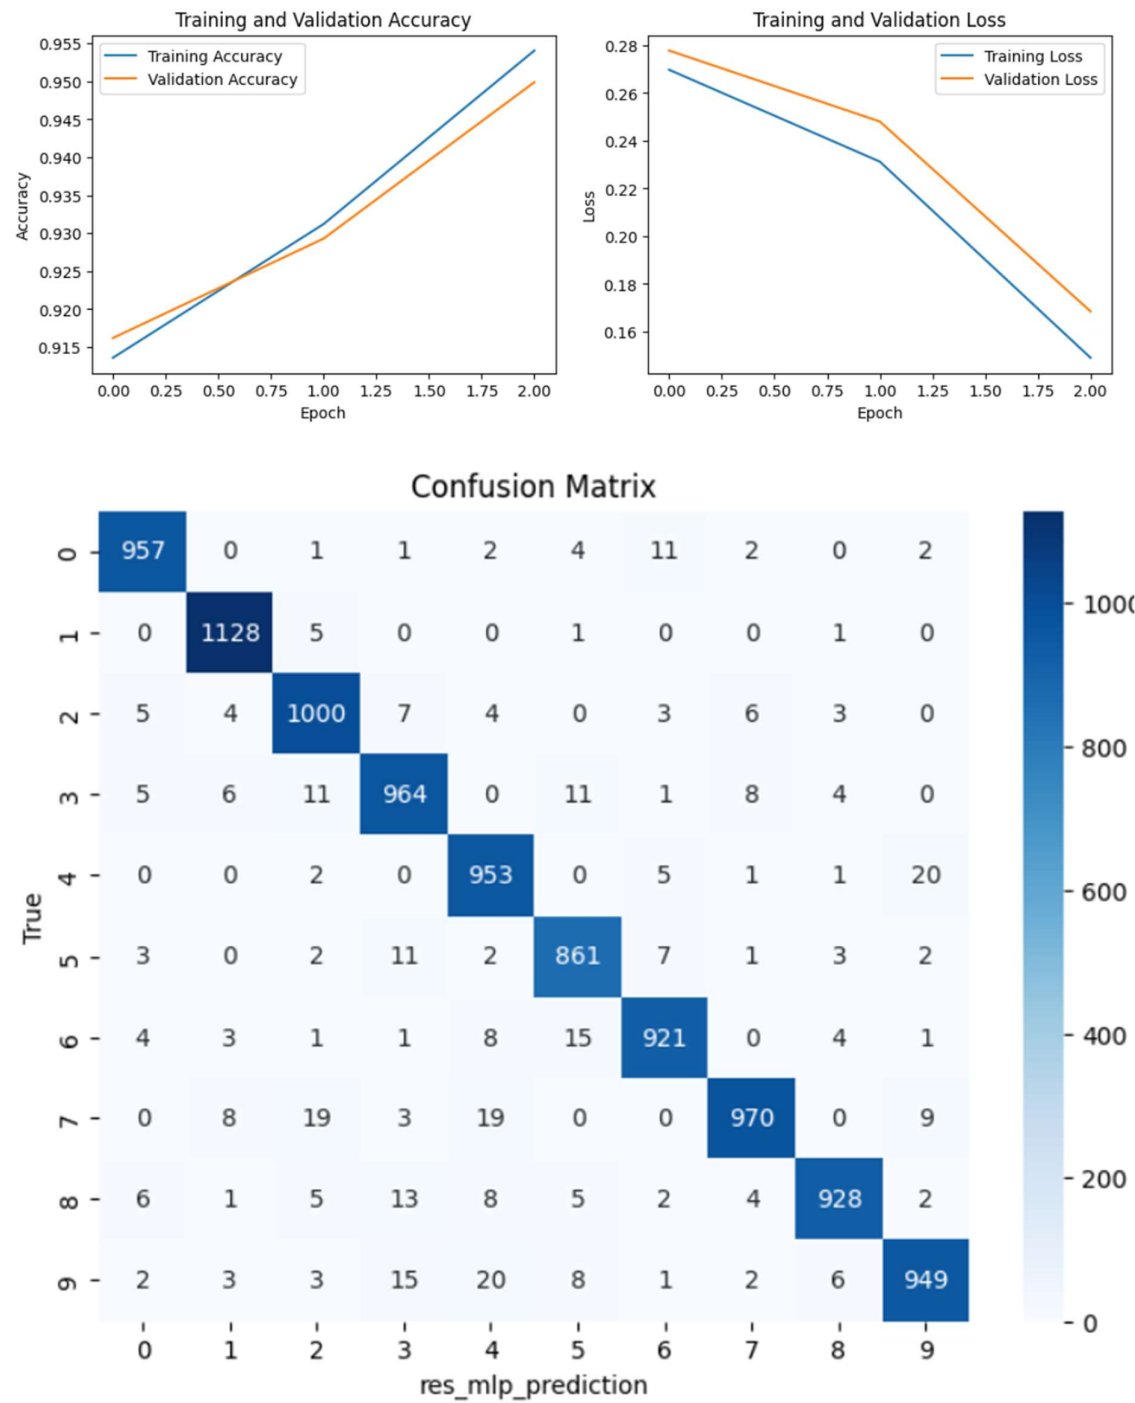 Training and Validation Accuracy
0.955
0.950
0.945
0.940
0.935
0.930
0.925
0.920
0.915
Accuracy
Training Accuracy
Validation Accuracy
0.00 0.25 0.50 0.75 1.00 1.25 1.50 1.75 2.00
Epoch
Training and Validation Loss
0.28
0.26
0.24
0.22
0.20
0.18
0.16
Loss
Training Loss
Validation Loss
0.00 0.25 0.50 0.75 1.00 1.25 1.50 1.75 2.00
Epoch
Confusion Matrix
True
0 957 0 1 1 2 4 11 2 0 2
1 0 1128 5 0 0 1 0 0 1 0
2 5 4 1000 7 4 0 3 6 3 0
3 5 6 11 964 0 11 1 8 4 0
4 0 0 2 0 953 0 5 1 1 20
5 3 0 2 11 2 861 7 1 3 2
6 4 3 1 1 8 15 921 0 4 1
7 0 8 19 3 19 0 0 970 0 9
8 6 1 5 13 8 5 2 4 928 2
9 2 3 3 15 20 8 1 2 6 949
0 1 2 3 4 5 6 7 8 9
res_mlp_prediction
800
600
400
200
0